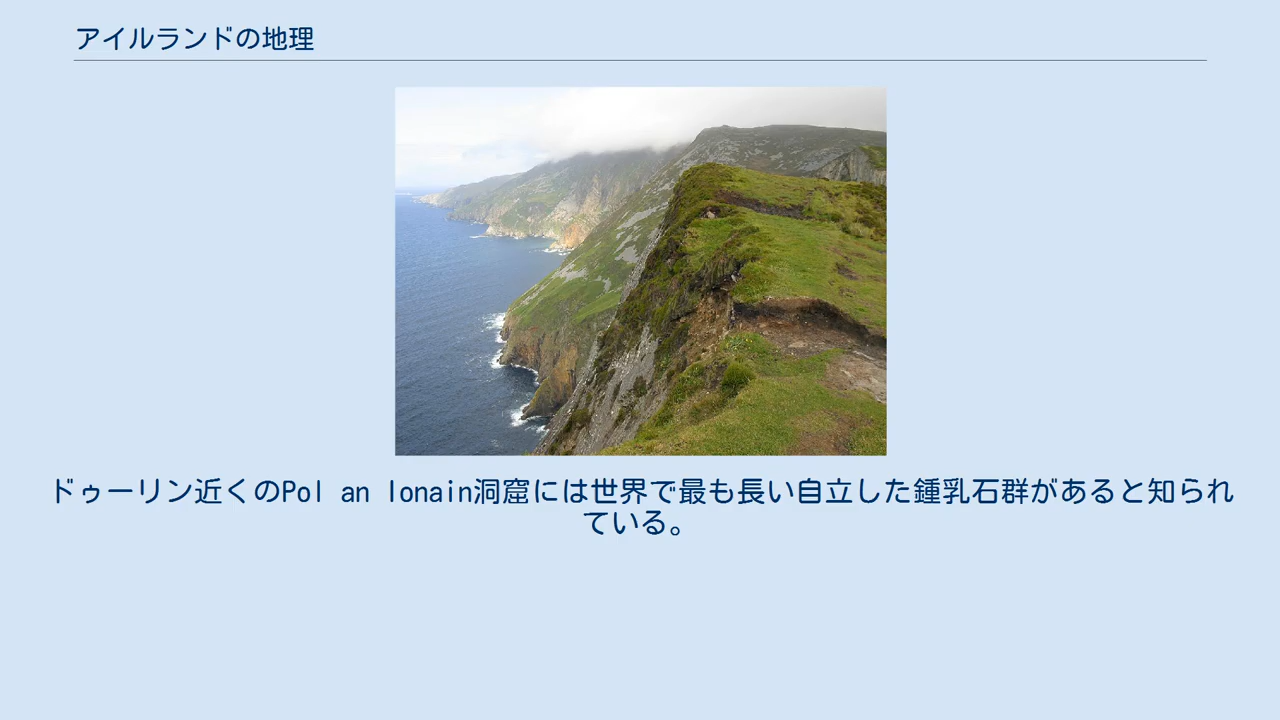 アイルランドの地理
ドゥーリン近くのPol an Ionain洞窟には世界で最も長い自立した鍾乳石群があると知られ
ている。